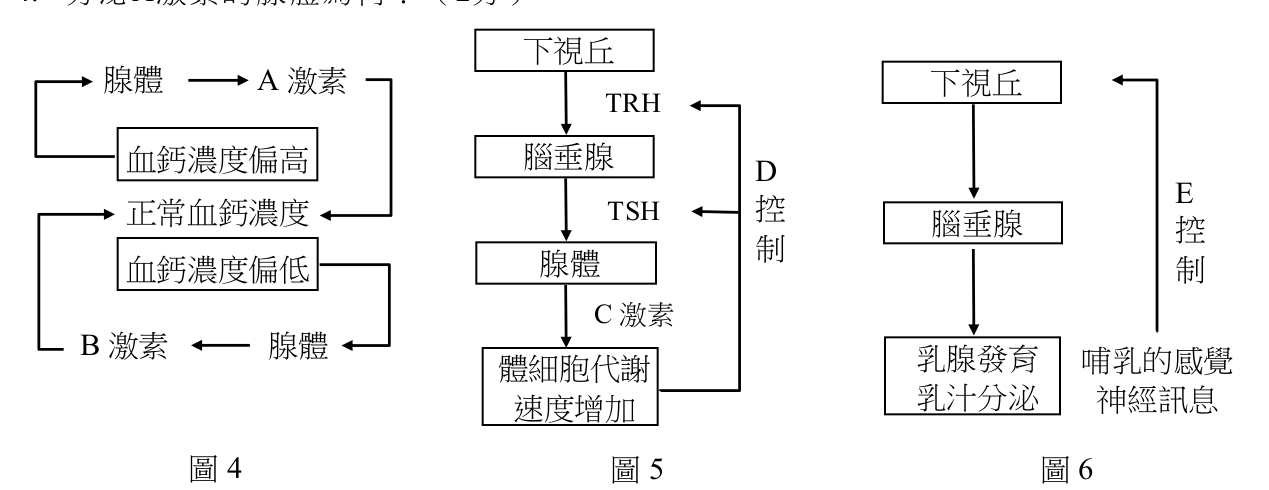 腺體
A 激素
血鈣濃度偏高
正常血鈣濃度
血鈣濃度偏低
B 激素
腺體
圖 4
下視丘
TRH
腦垂腺
TSH
腺體
C 激素
體細胞代謝
速度增加
D
控
制
圖 5
下視丘
腦垂腺
乳腺發育
乳汁分泌
E
控
制
哺乳的感覺
神經訊息
圖 6